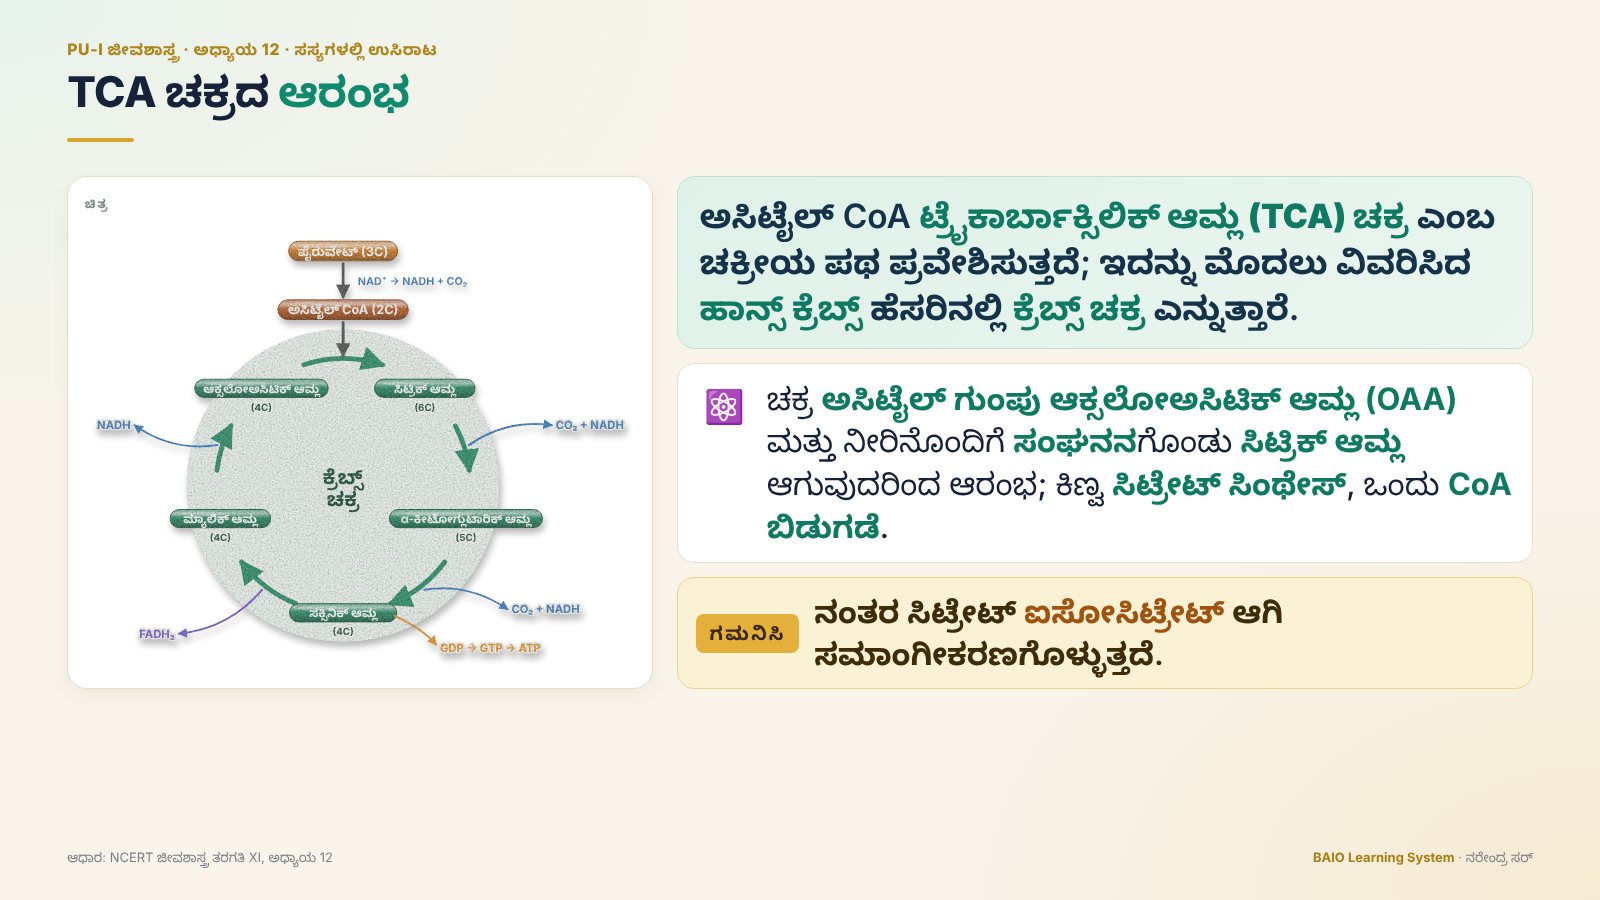 PU-I ಜೀವಶಾಸ್ತ್ರ · ಅಧ್ಯಾಯ 12 · ಸಸ್ಯಗಳಲ್ಲಿ ಉಸಿರಾಟ
TCA ಚಕ್ರದ ಆರಂಭ
ಚಿತ್ರ
ಪೈರುವೇಟ್ (3C)
NAD⁺ → NADH + CO₂
ಅಸಿಟೈಲ್ CoA (2C)
ಆಕ್ಸಲೋಅಸಿಟಿಕ್ ಆಮ್ಲ
(4C)
ಸಿಟ್ರಿಕ್ ಆಮ್ಲ
(6C)
NADH
CO₂ + NADH
ಕ್ರೆಬ್ಸ್
ಚಕ್ರ
ಮ್ಯಾಲಿಕ್ ಆಮ್ಲ
(4C)
α-ಕೀಟೋಗ್ಲುಟಾರಿಕ್ ಆಮ್ಲ
(5C)
ಸಕ್ಸಿನಿಕ್ ಆಮ್ಲ
(4C)
CO₂ + NADH
FADH₂
GDP → GTP → ATP
ಅಸಿಟೈಲ್ CoA ಟ್ರೈಕಾರ್ಬಾಕ್ಸಿಲಿಕ್ ಆಮ್ಲ (TCA) ಚಕ್ರ ಎಂಬ
ಚಕ್ರೀಯ ಪಥ ಪ್ರವೇಶಿಸುತ್ತದೆ; ಇದನ್ನು ಮೊದಲು ವಿವರಿಸಿದ
ಹಾನ್ಸ್ ಕ್ರೆಬ್ಸ್ ಹೆಸರಿನಲ್ಲಿ ಕ್ರೆಬ್ಸ್ ಚಕ್ರ ಎನ್ನುತ್ತಾರೆ.
ಚಕ್ರ ಅಸಿಟೈಲ್ ಗುಂಪು ಆಕ್ಸಲೋಅಸಿಟಿಕ್ ಆಮ್ಲ (OAA)
ಮತ್ತು ನೀರಿನೊಂದಿಗೆ ಸಂಘನನಗೊಂಡು ಸಿಟ್ರಿಕ್ ಆಮ್ಲ
ಆಗುವುದರಿಂದ ಆರಂಭ; ಕಿಣ್ವ ಸಿಟ್ರೇಟ್ ಸಿಂಥೇಸ್, ಒಂದು CoA
ಬಿಡುಗಡೆ.
ಗಮನಿಸಿ
ನಂತರ ಸಿಟ್ರೇಟ್ ಐಸೋಸಿಟ್ರೇಟ್ ಆಗಿ
ಸಮಾಂಗೀಕರಣಗೊಳ್ಳುತ್ತದೆ.
ಆಧಾರ: NCERT ಜೀವಶಾಸ್ತ್ರ ತರಗತಿ XI, ಅಧ್ಯಾಯ 12
BAIO Learning System · ನರೇಂದ್ರ ಸರ್